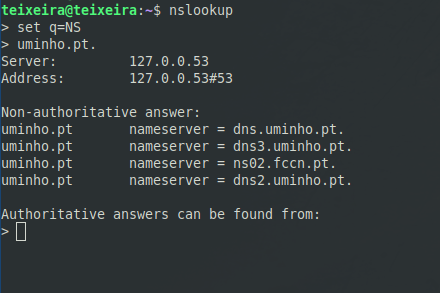 teixeira@teixeira:~$ nslookup
> set q=NS
> uminho.pt.
Server:         127.0.0.53
Address:        127.0.0.53#53

Non-authoritative answer:
uminho.pt       nameserver = dns.uminho.pt.
uminho.pt       nameserver = dns3.uminho.pt.
uminho.pt       nameserver = ns02.fccn.pt.
uminho.pt       nameserver = dns2.uminho.pt.

Authoritative answers can be found from:
>